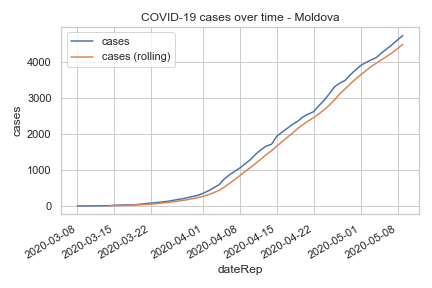 COVID-19 cases over time - Moldova
cases
cases (rolling)
cases
4000
3000
2000
1000
0
2020-03-08
2020-03-15
2020-03-22
2020-04-01
2020-04-08
2020-04-15
2020-04-22
2020-05-01
2020-05-08
dateRep